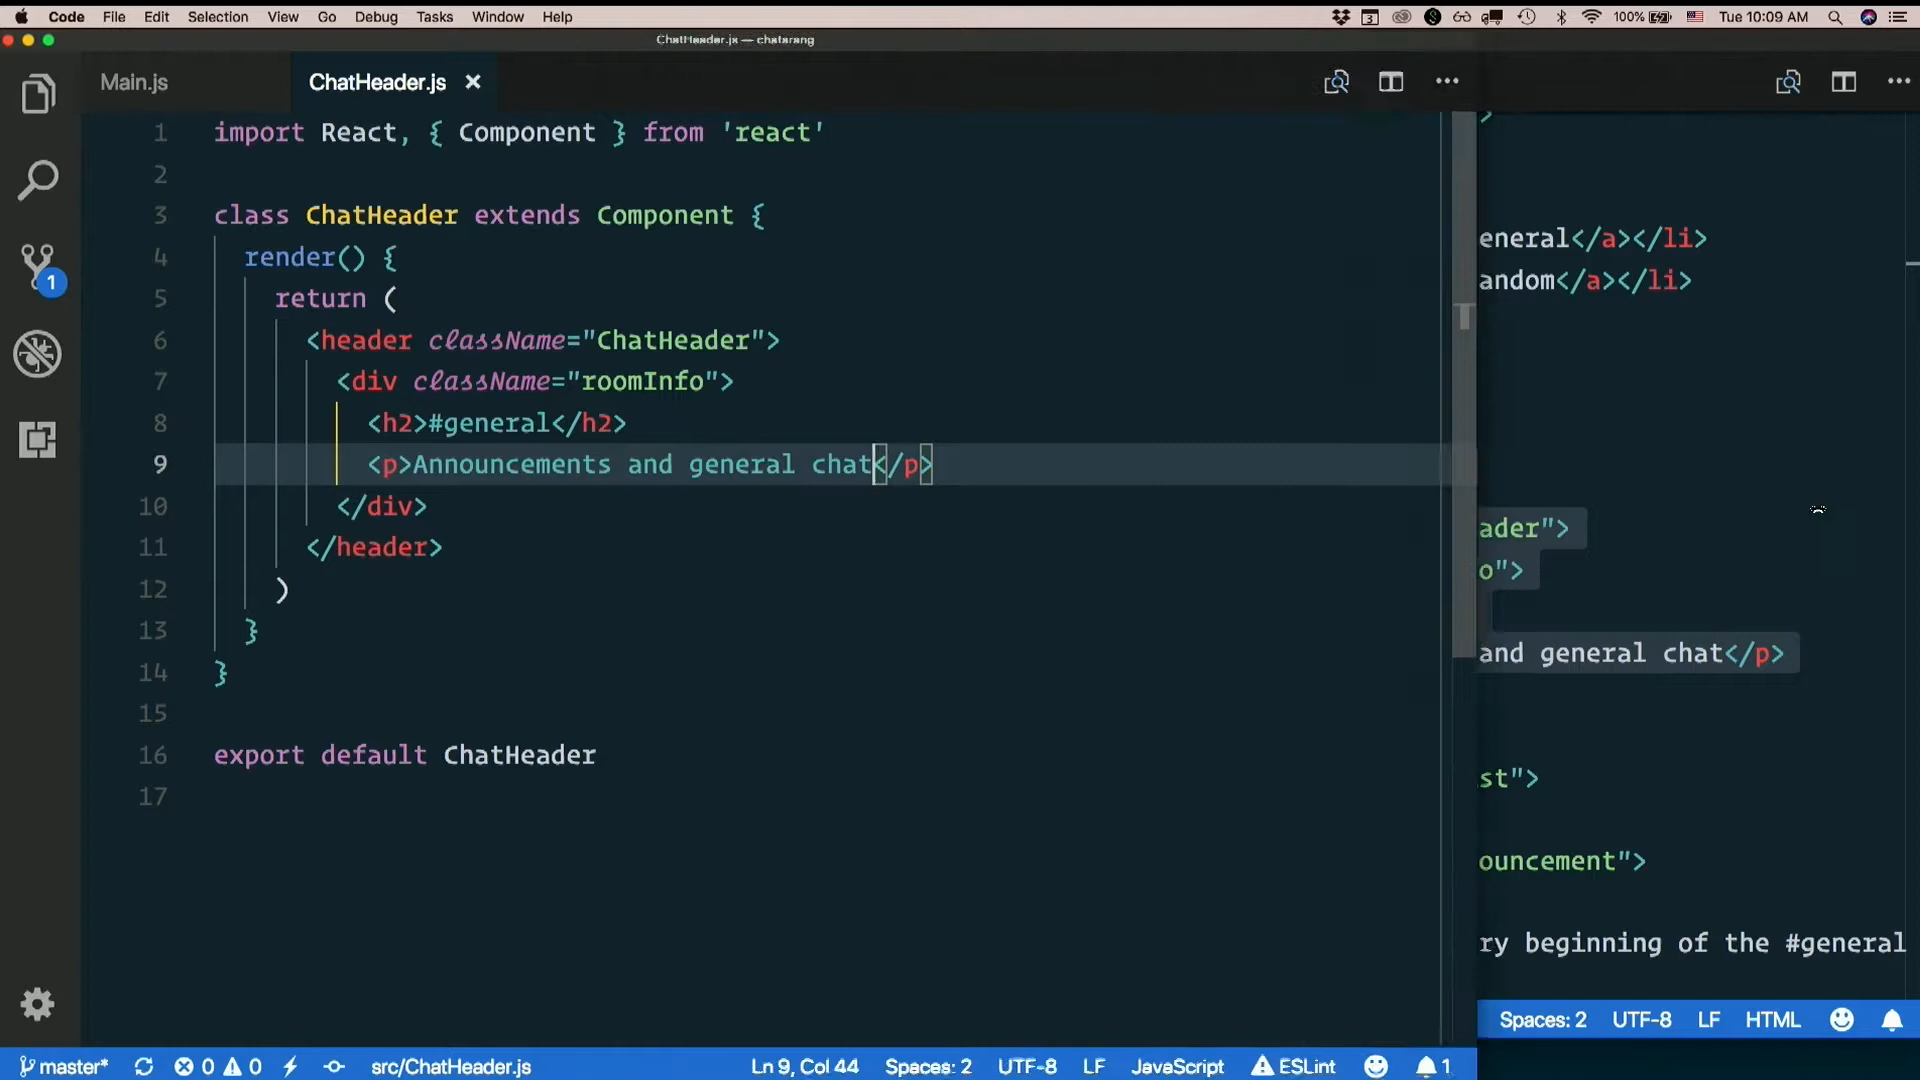 Code File Edit Selection View Go Debug Tasks Window Help 3 100% Tue 10:09 AM
ChatHeader.js — chatarang
Main.js ChatHeader.js
1 import React, { Component } from 'react'
2
3 class ChatHeader extends Component {
4 render() {
5 return (
6 <header className="ChatHeader">
7 <div className="roomInfo">
8 <h2>#general</h2>
9 <p>Announcements and general chat</p>
10 </div>
11 </header>
12 )
13 }
14 }
15
16 export default ChatHeader
17
1
master* 0 0 src/ChatHeader.js Ln 9, Col 44 Spaces: 2 UTF-8 LF JavaScript ESLint 1
>
eneral</a></li>
andom</a></li>
ader">
o">
and general chat</p>
st">
ouncement">
ry beginning of the #general
Spaces: 2 UTF-8 LF HTML